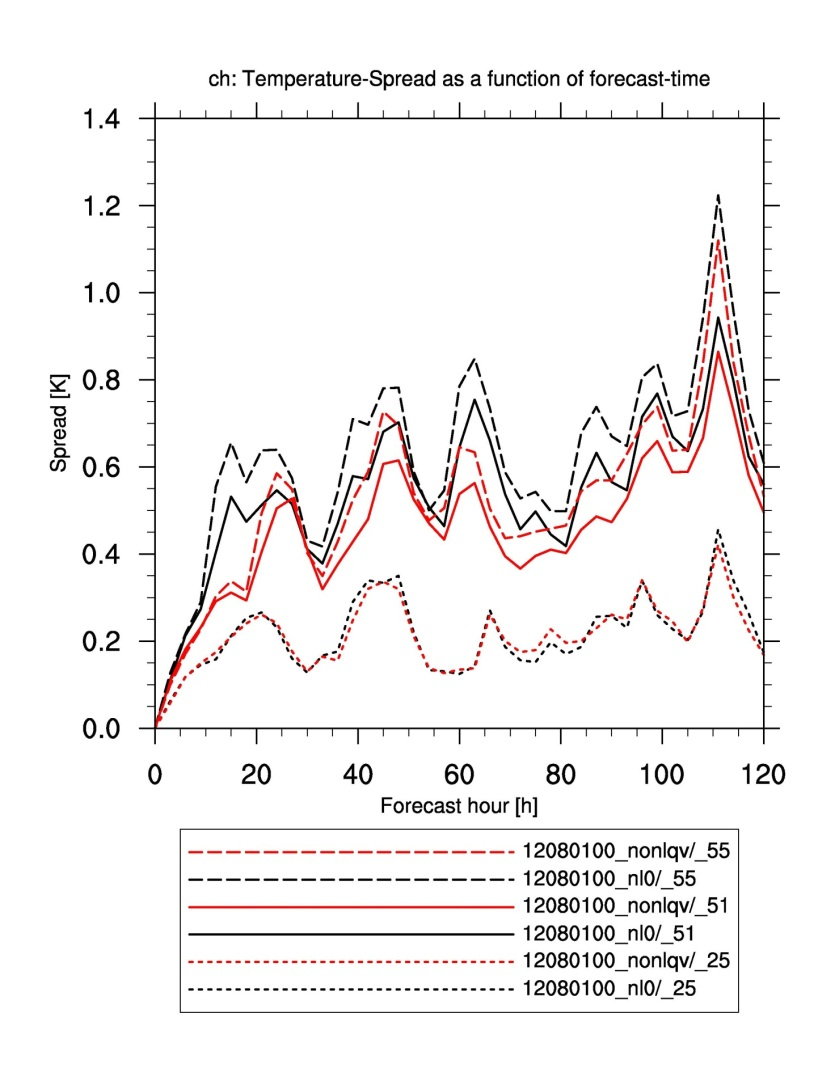 ch: Temperature-Spread as a function of forecast-time
1.4
1.2
1.0
0.8
0.6
0.4
0.2
0.0
Spread [K]
0 20 40 60 80 100 120
Forecast hour [h]
12080100_nonlqv/_55
12080100_nl0/_55
12080100_nonlqv/_51
12080100_nl0/_51
12080100_nonlqv/_25
12080100_nl0/_25